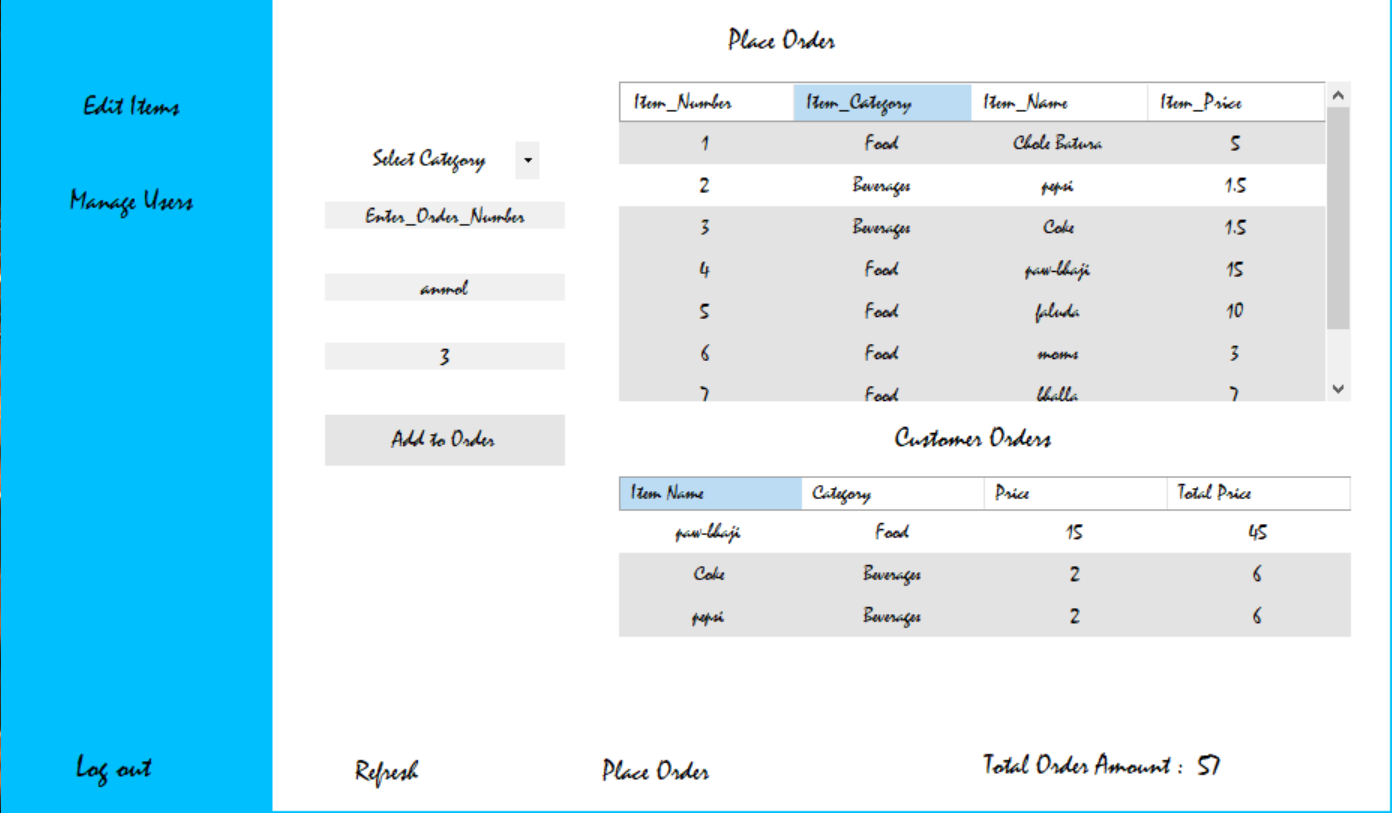 Place Order
Edit Items
Manage Users
Select Category
Enter_Order_Number
anmol
3
Add to Order
Item_Number Item_Category Item_Name Item_Price
1 Food Chole Batura 5
2 Beverages pepsi 1.5
3 Beverages Coke 1.5
4 Food paw-bhaji 15
5 Food faluda 10
6 Food moms 3
7 Food bhalla 7
Customer Orders
Item Name Category Price Total Price
paw-bhaji Food 15 45
Coke Beverages 2 6
pepsi Beverages 2 6
Log out
Refresh
Place Order
Total Order Amount : 57